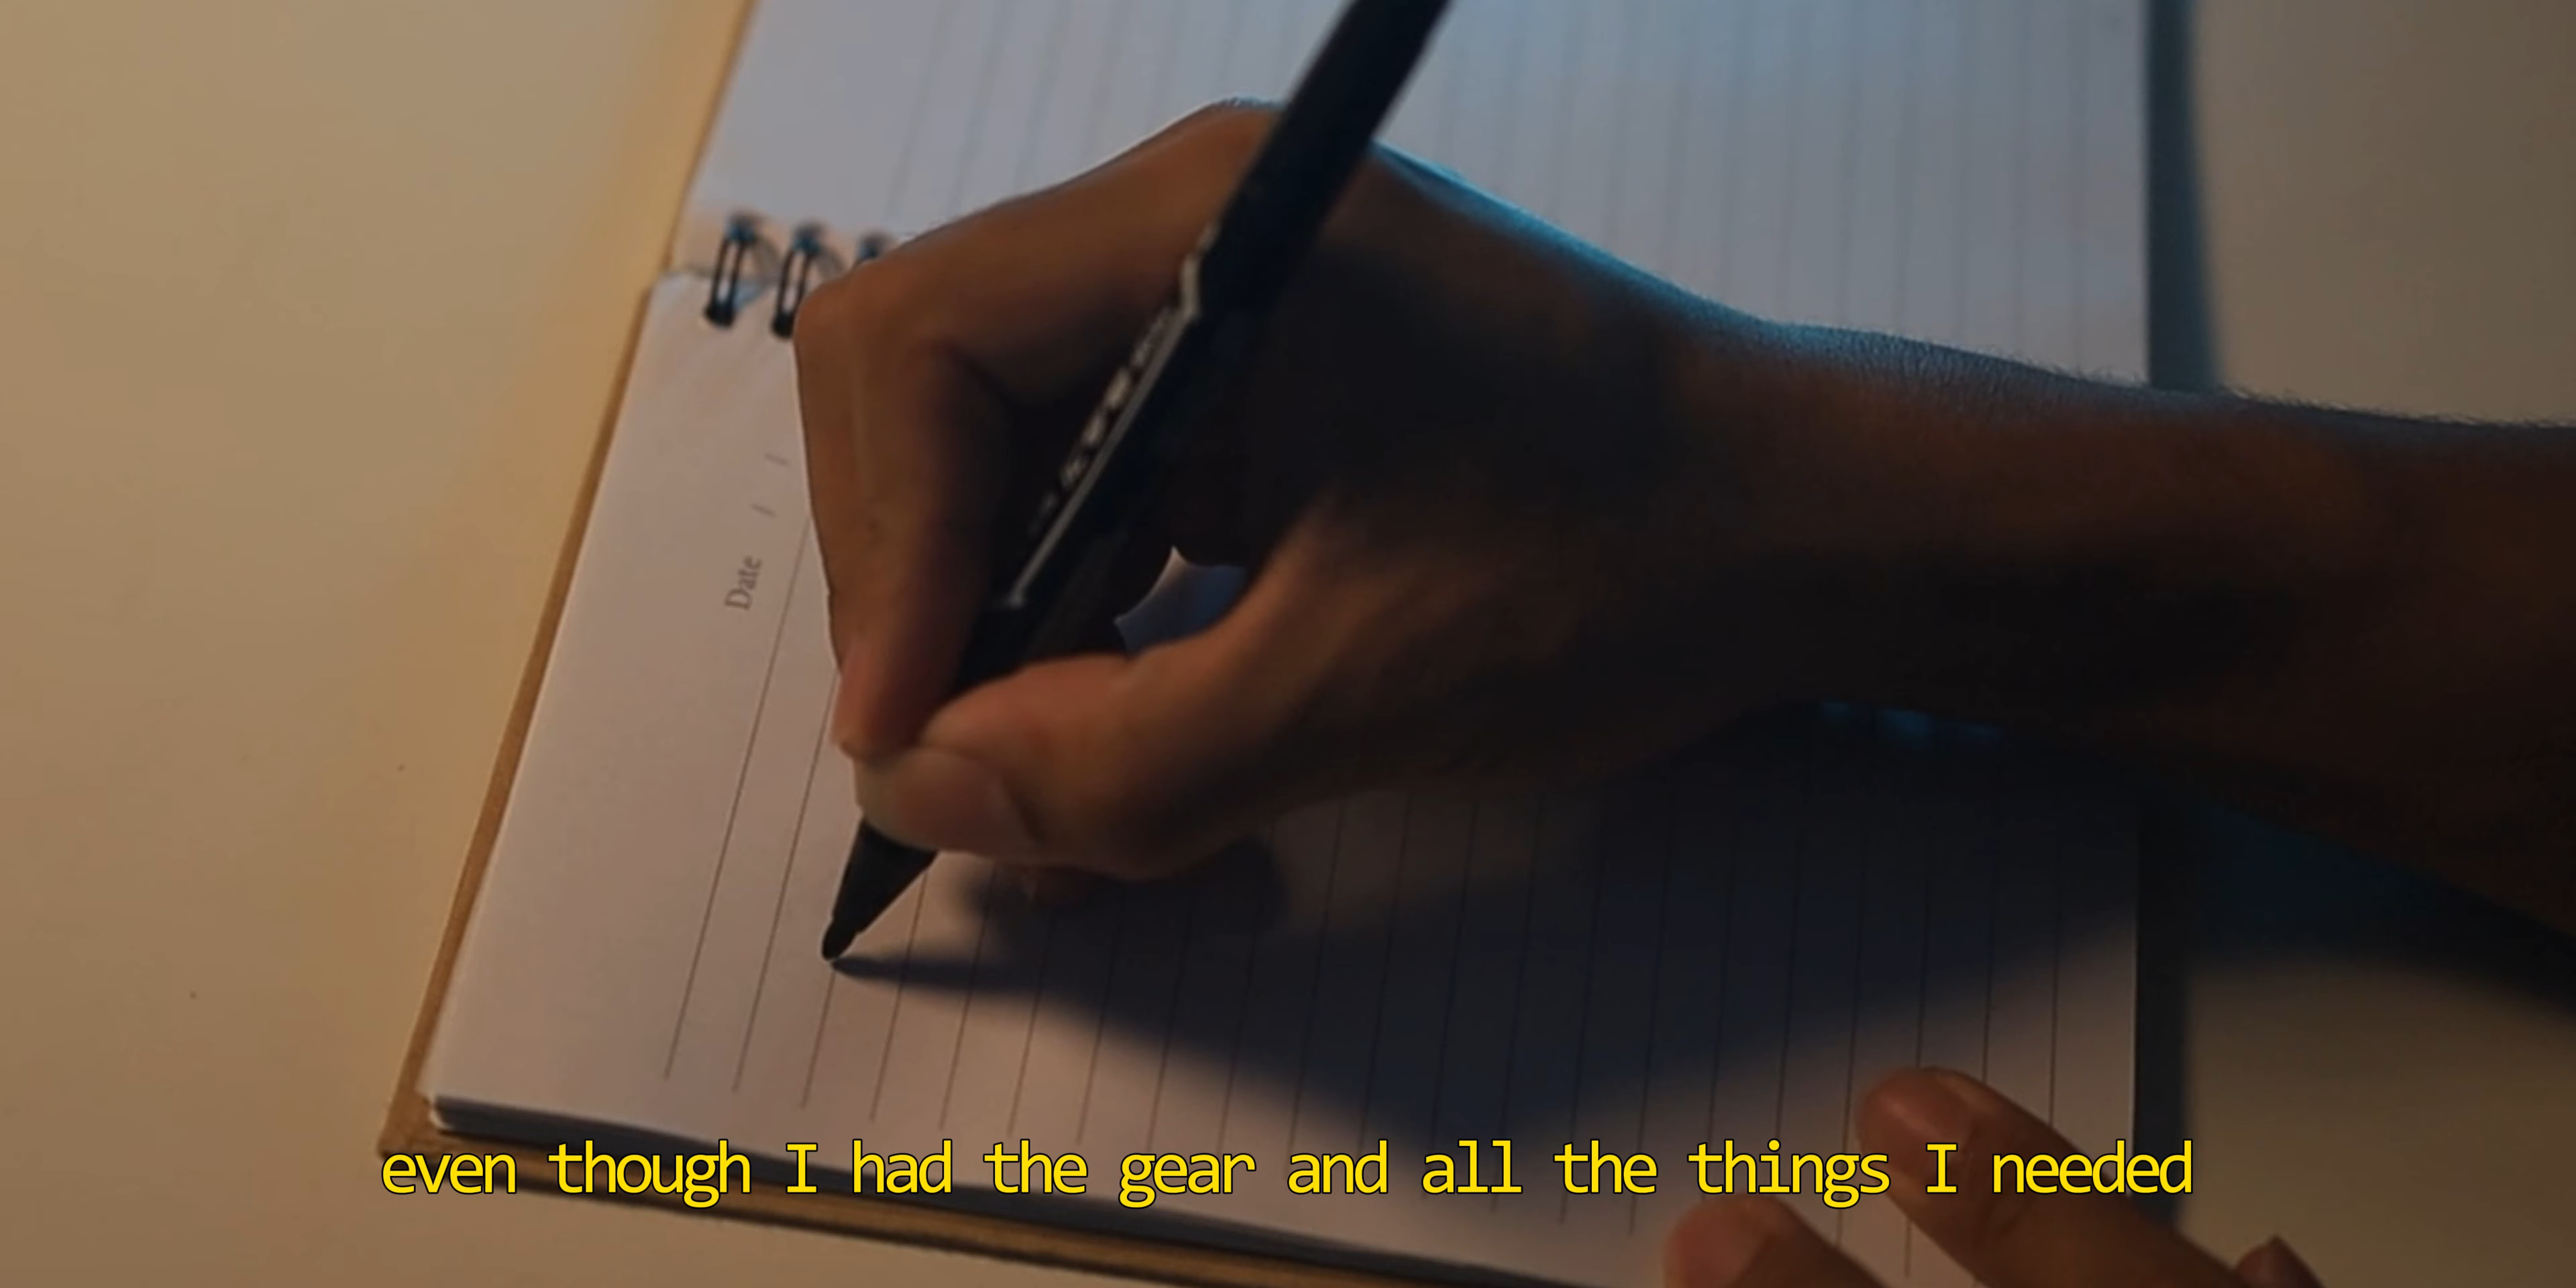 Date / /
even though I had the gear and all the things I needed